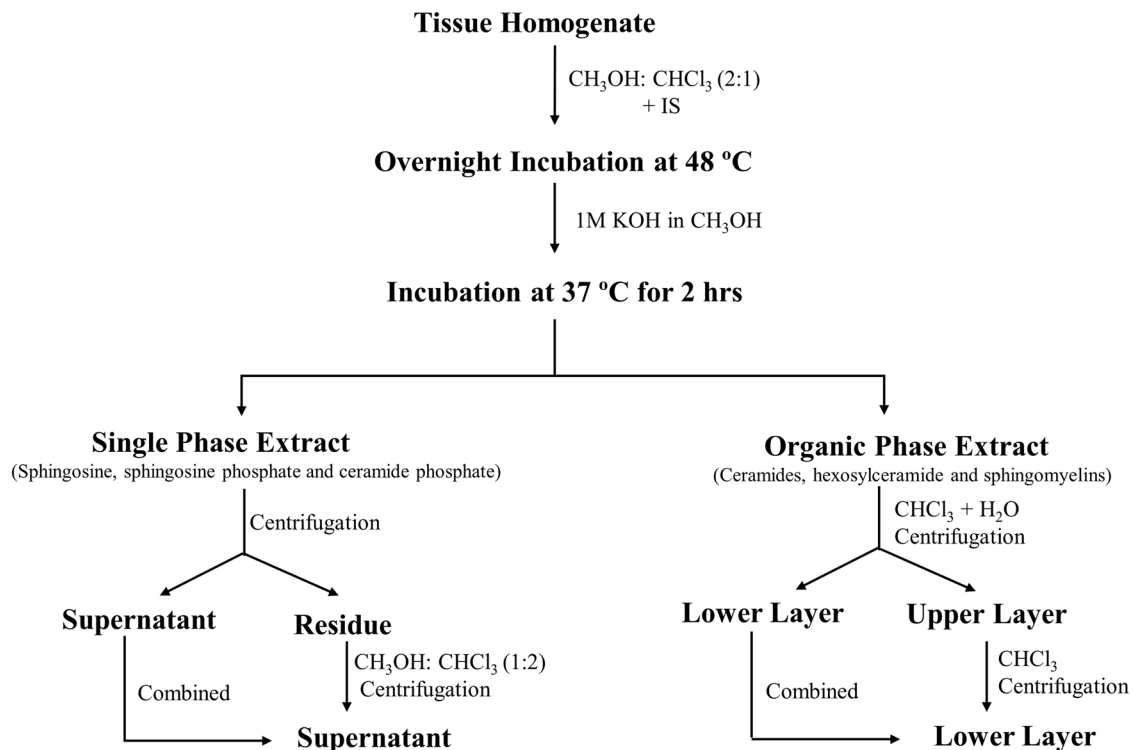 Tissue Homogenate
CH₃OH: CHCl₃ (2:1)
+ IS
Overnight Incubation at 48 ºC
1M KOH in CH₃OH
Incubation at 37 ºC for 2 hrs
Single Phase Extract
(Sphingosine, sphingosine phosphate and ceramide phosphate)
Centrifugation
Supernatant
Residue
CH₃OH: CHCl₃ (1:2)
Centrifugation
Combined
Supernatant
Organic Phase Extract
(Ceramides, hexosylceramide and sphingomyelins)
CHCl₃ + H₂O
Centrifugation
Lower Layer
Upper Layer
CHCl₃
Centrifugation
Combined
Lower Layer